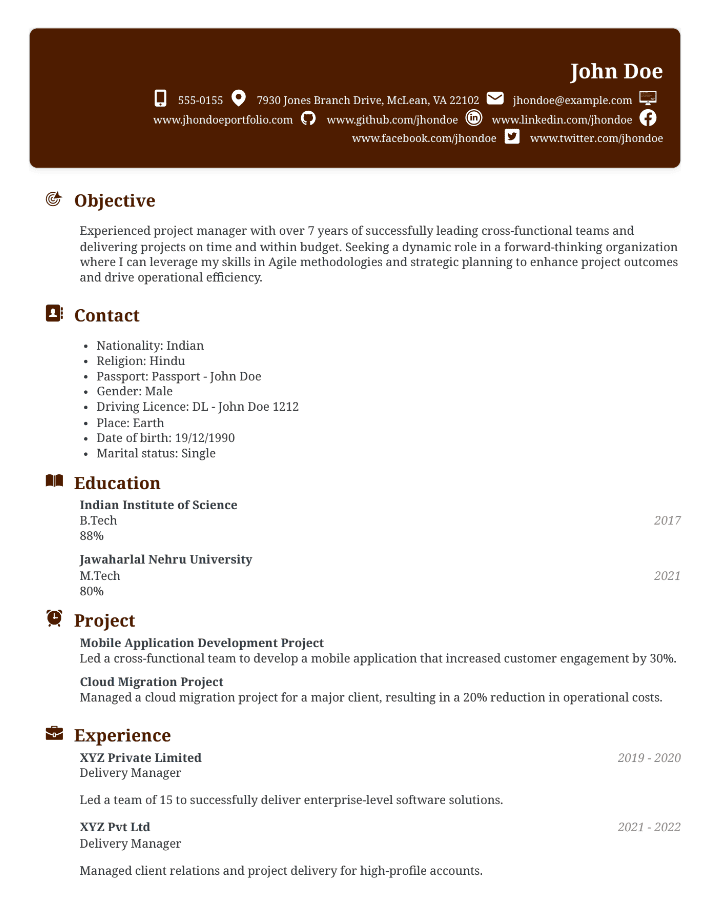 John Doe
555-0155 7930 Jones Branch Drive, McLean, VA 22102 jhondoe@example.com
www.jhondoeportfolio.com www.github.com/jhondoe www.linkedin.com/jhondoe
www.facebook.com/jhondoe www.twitter.com/jhondoe
Objective
Experienced project manager with over 7 years of successfully leading cross-functional teams and
delivering projects on time and within budget. Seeking a dynamic role in a forward-thinking organization
where I can leverage my skills in Agile methodologies and strategic planning to enhance project outcomes
and drive operational efficiency.
Contact
• Nationality: Indian
• Religion: Hindu
• Passport: Passport - John Doe
• Gender: Male
• Driving Licence: DL - John Doe 1212
• Place: Earth
• Date of birth: 19/12/1990
• Marital status: Single
Education
Indian Institute of Science
B.Tech 2017
88%
Jawaharlal Nehru University
M.Tech 2021
80%
Project
Mobile Application Development Project
Led a cross-functional team to develop a mobile application that increased customer engagement by 30%.
Cloud Migration Project
Managed a cloud migration project for a major client, resulting in a 20% reduction in operational costs.
Experience
XYZ Private Limited 2019 - 2020
Delivery Manager
Led a team of 15 to successfully deliver enterprise-level software solutions.
XYZ Pvt Ltd 2021 - 2022
Delivery Manager
Managed client relations and project delivery for high-profile accounts.